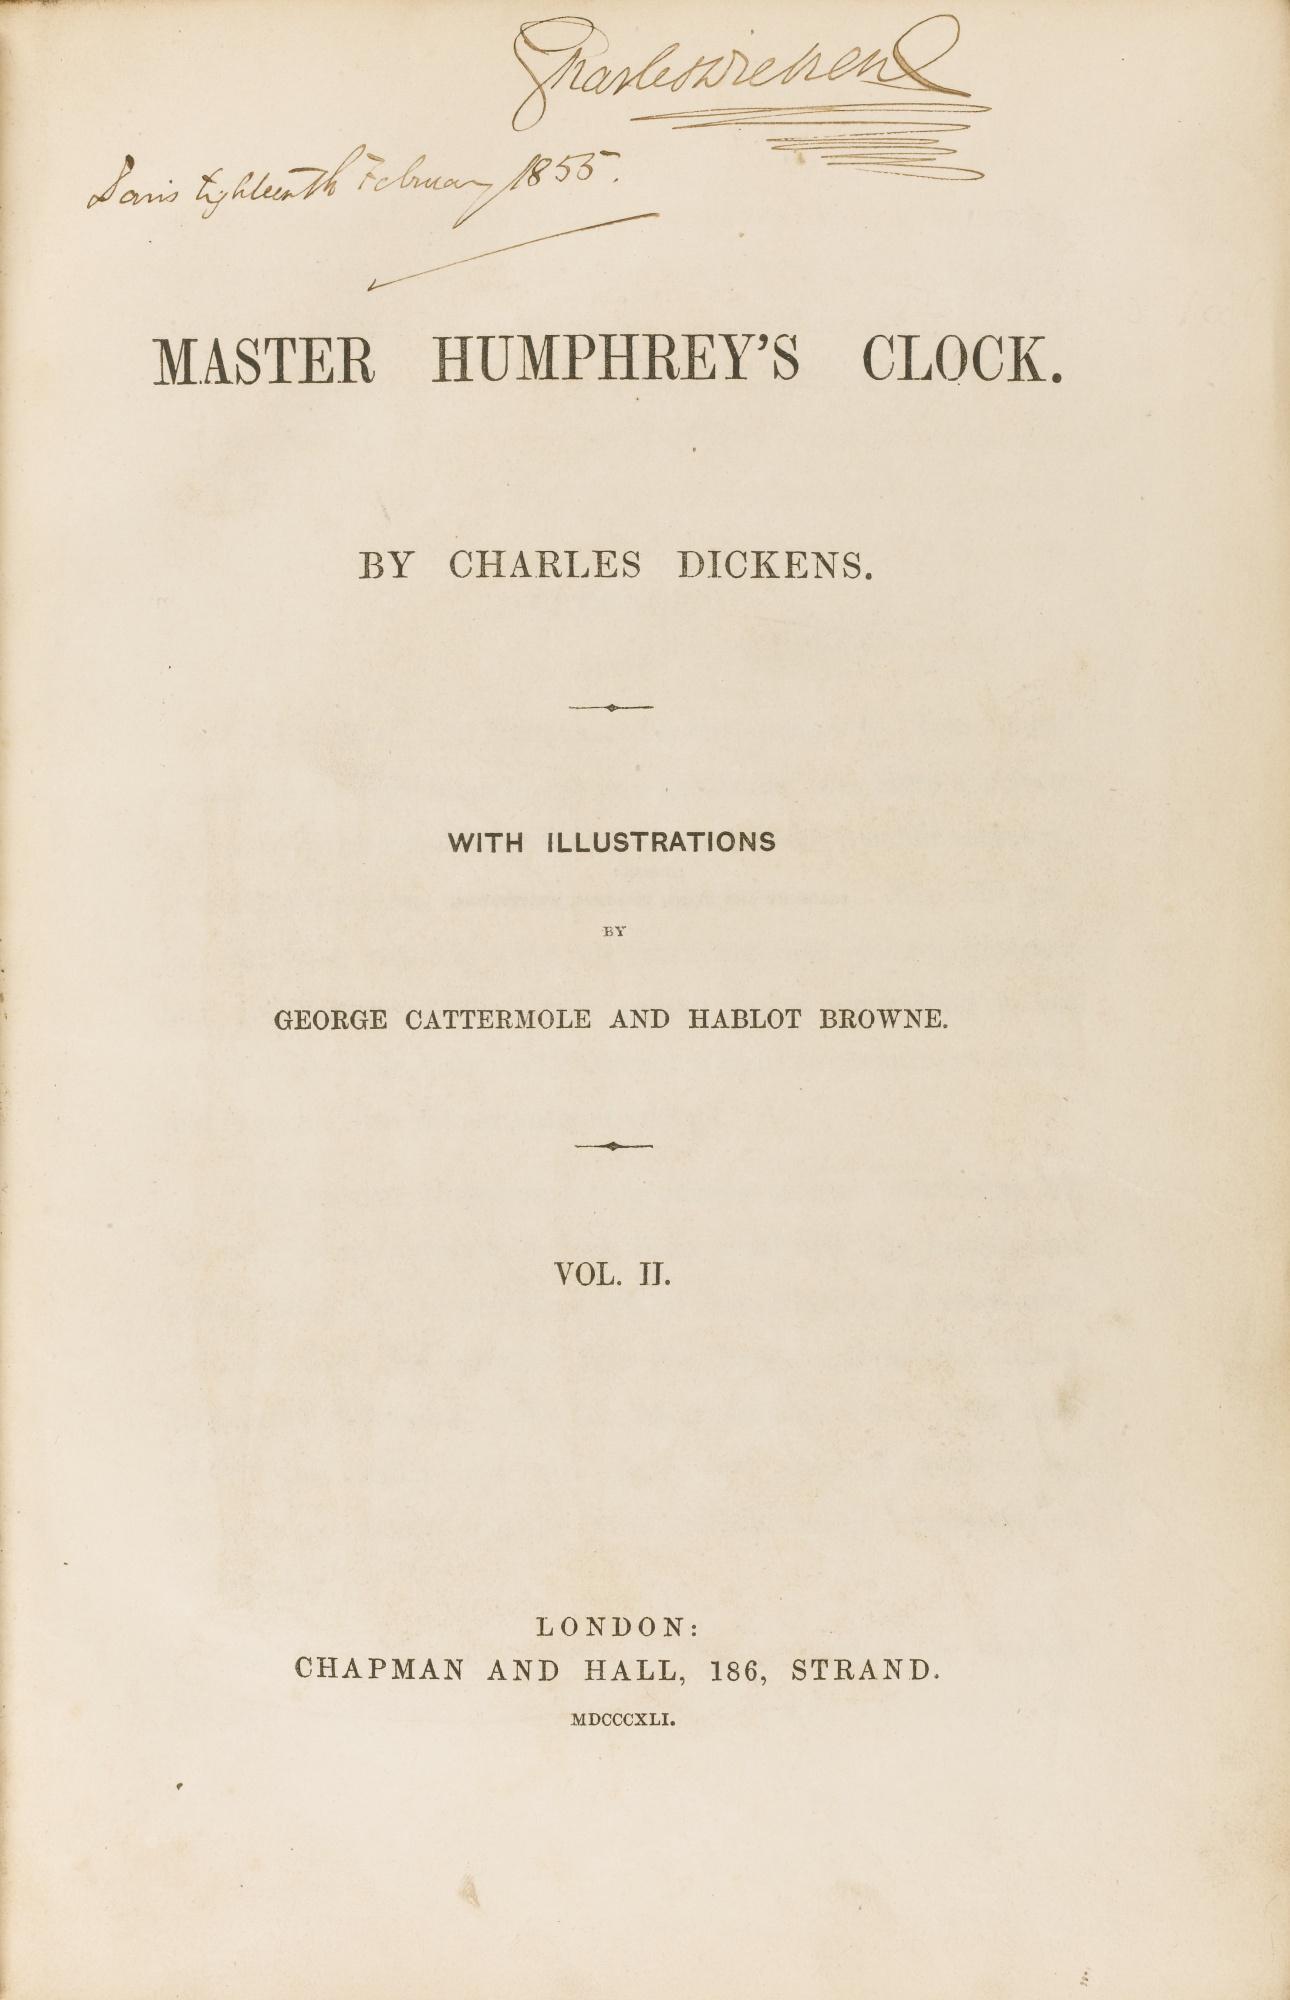 Charles Dickens
Paris Eighteenth February 1855.
MASTER HUMPHREY'S CLOCK.
BY CHARLES DICKENS.
WITH ILLUSTRATIONS
BY
GEORGE CATTERMOLE AND HABLOT BROWNE.
VOL. II.
LONDON:
CHAPMAN AND HALL, 186, STRAND.
MDCCCXLI.